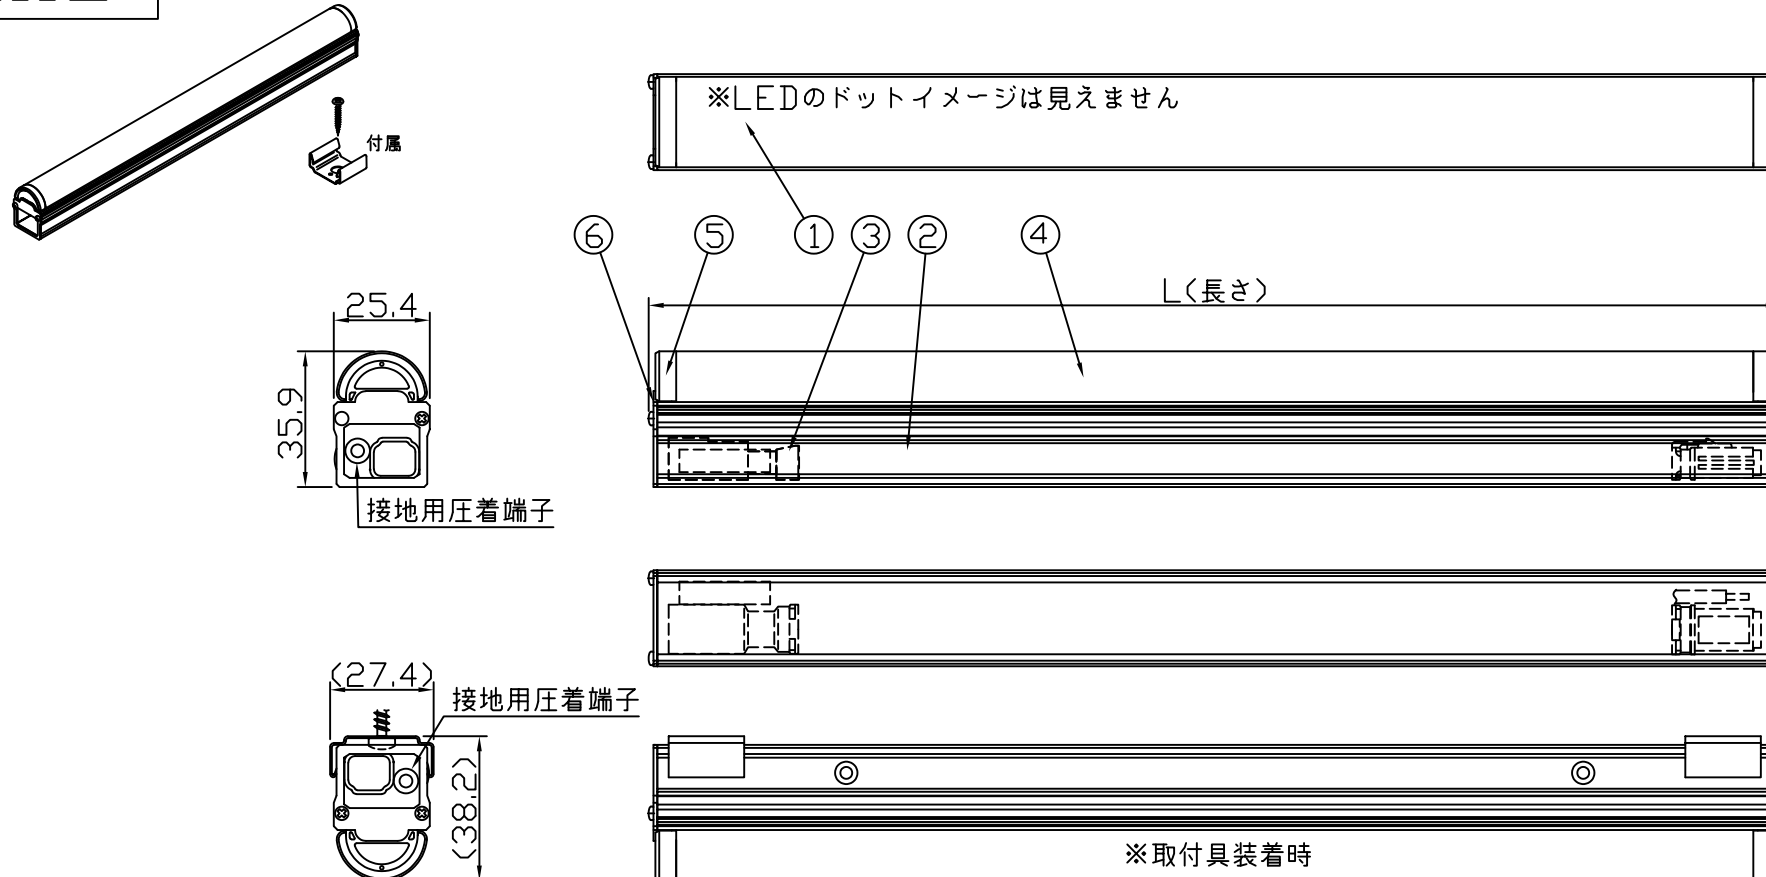 付属
※LEDのドットイメージは見えません
⑥ ⑤ ① ③ ② ④
L(長さ)
25.4
35.9
接地用圧着端子
(27.4)
接地用圧着端子
(38.2)
※取付具装着時